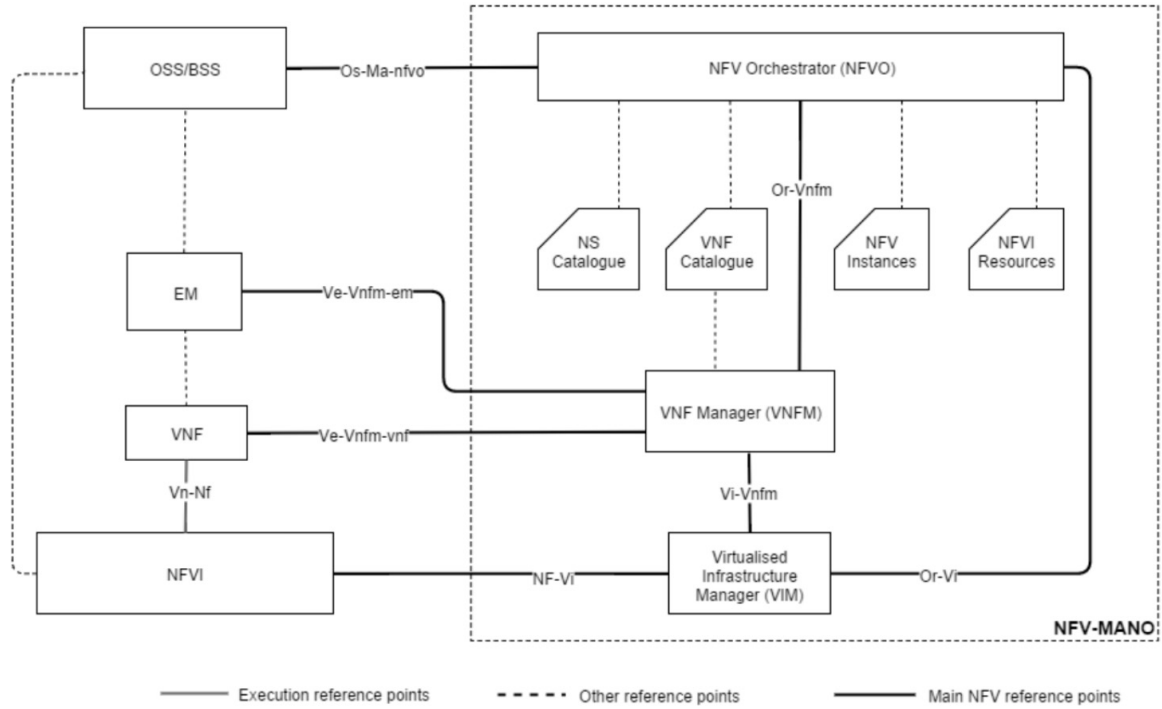 OSS/BSS
Os-Ma-nfvo
NFV Orchestrator (NFVO)
Or-Vnfm
NS
Catalogue
VNF
Catalogue
NFV
Instances
NFVI
Resources
EM
Ve-Vnfm-em
VNF Manager (VNFM)
VNF
Ve-Vnfm-vnf
Vn-Nf
Vi-Vnfm
NFVI
NF-Vi
Virtualised
Infrastructure
Manager (VIM)
Or-Vi
NFV-MANO
Execution reference points
Other reference points
Main NFV reference points